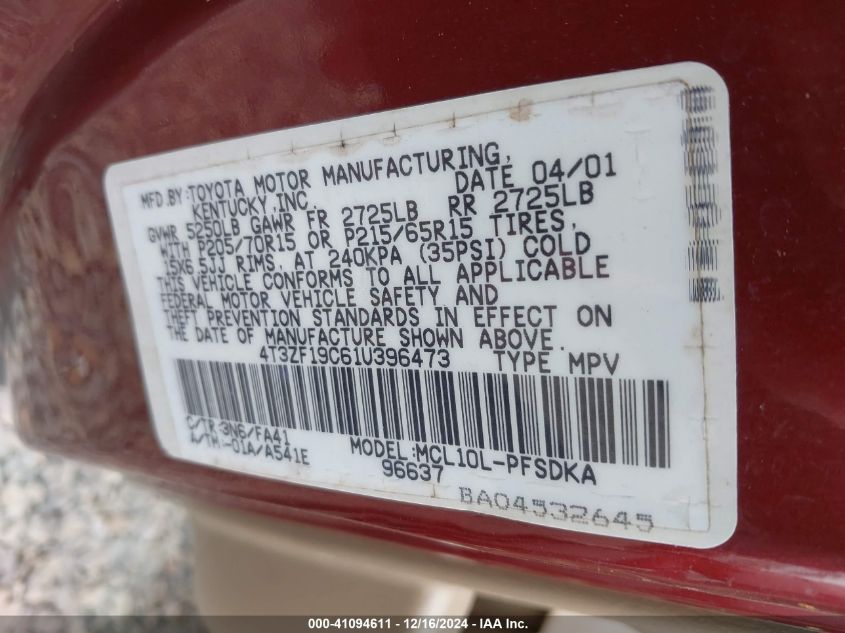 MFD.BY:TOYOTA MOTOR MANUFACTURING,
KENTUCKY,INC. DATE 04/01
GVWR 5250LB GAWR FR 2725LB RR 2725LB
WITH P205/70R15 OR P215/65R15 TIRES,
15X6.5JJ RIMS, AT 240KPA (35PSI) COLD
THIS VEHICLE CONFORMS TO ALL APPLICABLE
FEDERAL MOTOR VEHICLE SAFETY AND
THEFT PREVENTION STANDARDS IN EFFECT ON
THE DATE OF MANUFACTURE SHOWN ABOVE.
4T3ZF19C61U396473 TYPE MPV
C/TR:3N6/FA41 MODEL:MCL10L-PFSDKA
A/TM:-01A/A541E 96637
BA04532645
000-41094611 - 12/16/2024 - IAA Inc.